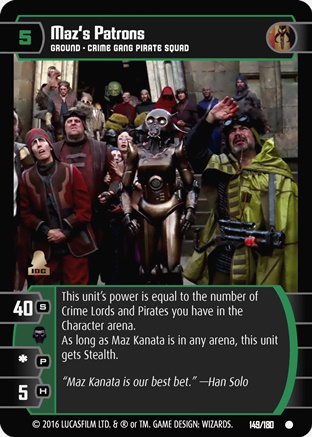 5 Maz's Patrons
GROUND - CRIME GANG PIRATE SQUAD
IDC
40 S
* P
5 H
This unit's power is equal to the number of
Crime Lords and Pirates you have in the
Character arena.
As long as Maz Kanata is in any arena, this unit
gets Stealth.
"Maz Kanata is our best bet." —Han Solo
© 2016 LUCASFILM LTD. & ® or TM. GAME DESIGN: WIZARDS. 149/180